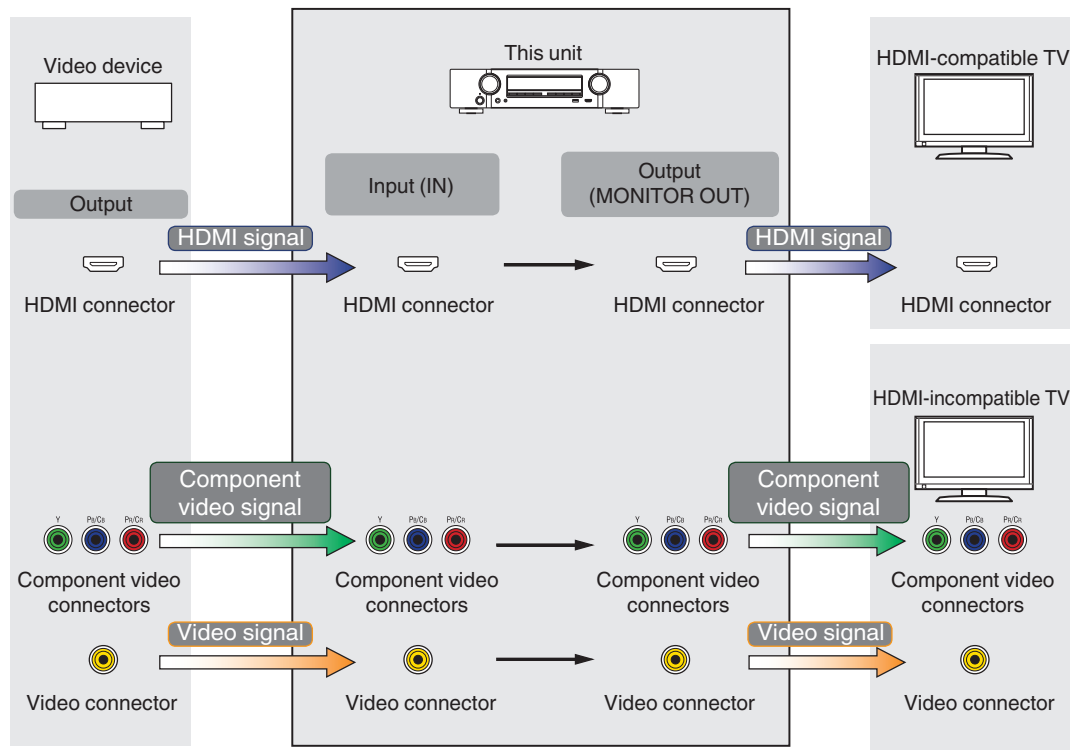 Video device
This unit
HDMI-compatible TV
Output
Input (IN)
Output
(MONITOR OUT)
HDMI signal
HDMI signal
HDMI connector
HDMI connector
HDMI connector
HDMI connector
HDMI-incompatible TV
Component
video signal
Component
video signal
Y PB/CB PR/CR
Y PB/CB PR/CR
Y PB/CB PR/CR
Y PB/CB PR/CR
Component video
connectors
Component video
connectors
Component video
connectors
Component video
connectors
Video signal
Video signal
Video connector
Video connector
Video connector
Video connector